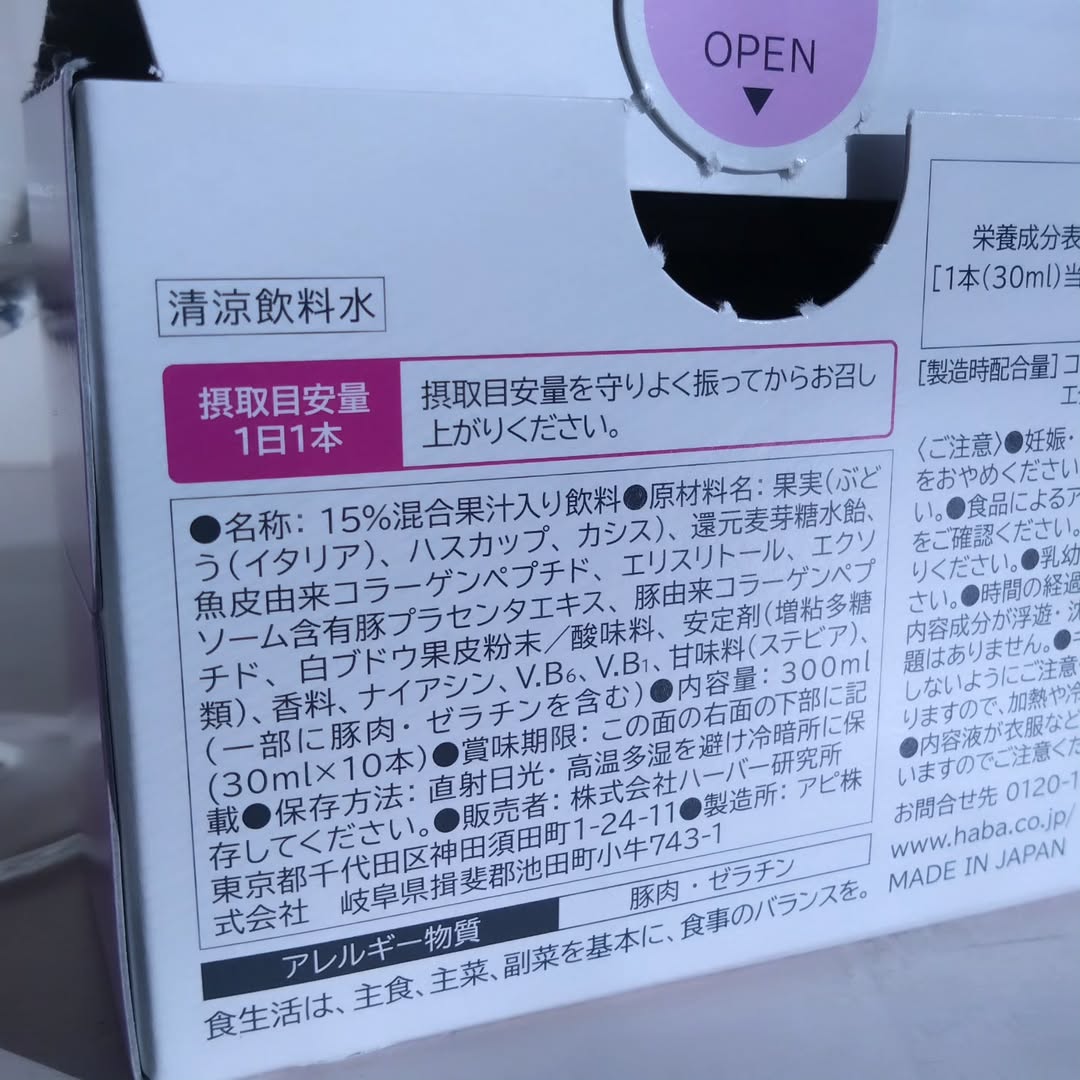 OPEN
清涼飲料水
摂取目安量
1日1本
摂取目安量を守りよく振ってからお召し
上がりください。
●名称： 15%混合果汁入り飲料●原材料名：果実（ぶど
う（イタリア）、ハスカップ、カシス）、還元麦芽糖水飴、
魚皮由来コラーゲンペプチド、エリスリトール、エクソ
ソーム含有豚プラセンタエキス、豚由来コラーゲンペプ
チド、白ブドウ果皮粉末／酸味料、安定剤（増粘多糖
類）、香料、ナイアシン、V.B₆、V.B₁、甘味料（ステビア）、
（一部に豚肉・ゼラチンを含む）●内容量：300ml
（30ml×10本）●賞味期限：この面の右面の下部に記
載●保存方法：直射日光・高温多湿を避け冷暗所に保
存してください。●販売者：株式会社ハーバー研究所
東京都千代田区神田須田町1-24-11●製造所：アピ株
式会社　岐阜県揖斐郡池田町小牛743-1
アレルギー物質
豚肉・ゼラチン
食生活は、主食、主菜、副菜を基本に、食事のバランスを。
栄養成分表
[1本(30ml)当
[製造時配合量]コ
エ
〈ご注意〉●妊娠・
をおやめください
い。●食品によるア
をご確認ください。
りください。●乳幼
さい。●時間の経過
内容成分が浮遊・沈
題はありません。●
しないようにご注意
りますので、加熱や冷
●内容液が衣服など
いますのでご注意くだ
お問合せ先 0120-1
www.haba.co.jp/
MADE IN JAPAN